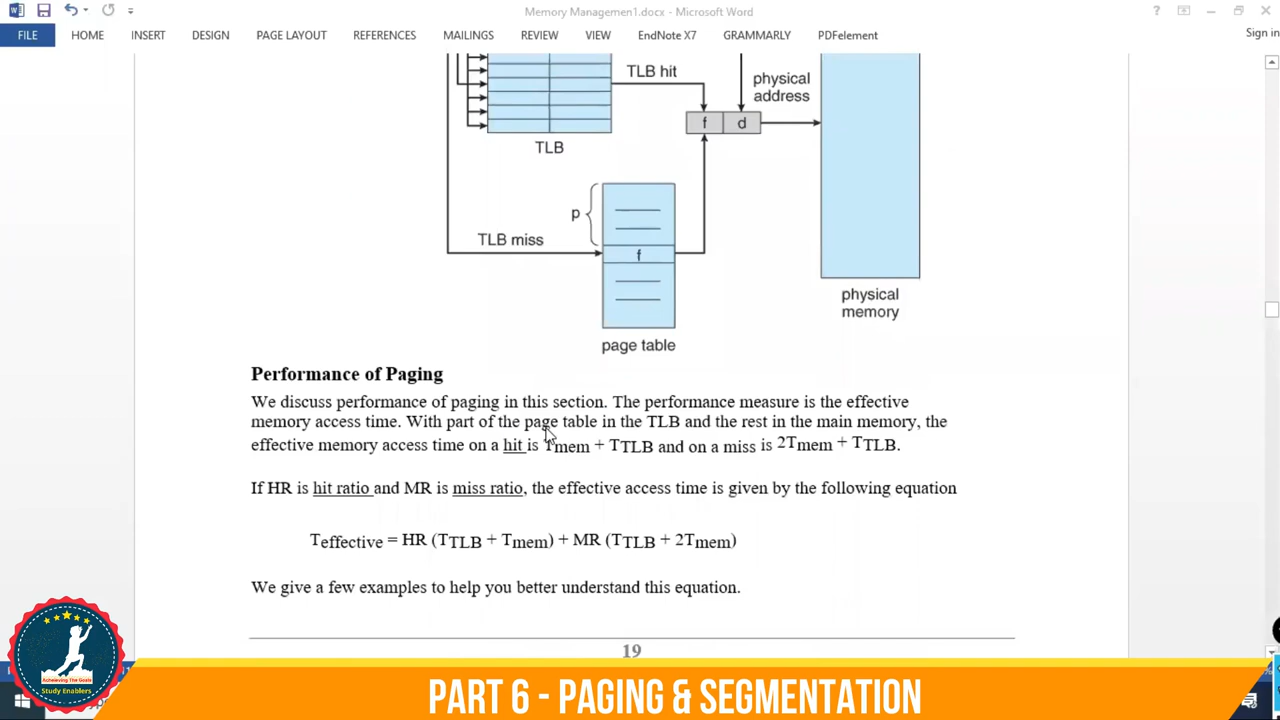 Memory Managemen1.docx - Microsoft Word
FILE HOME INSERT DESIGN PAGE LAYOUT REFERENCES MAILINGS REVIEW VIEW EndNote X7 GRAMMARLY PDFelement Sign in
TLB hit
physical
address
f d
TLB
p
TLB miss
f
physical
memory
page table
Performance of Paging
We discuss performance of paging in this section. The performance measure is the effective
memory access time. With part of the page table in the TLB and the rest in the main memory, the
effective memory access time on a hit is Tmem + TTLB and on a miss is 2Tmem + TTLB.
If HR is hit ratio and MR is miss ratio, the effective access time is given by the following equation
Teffective = HR (TTLB + Tmem) + MR (TTLB + 2Tmem)
We give a few examples to help you better understand this equation.
19
Achieveing The Goals
Study Enablers
PART 6 - PAGING & SEGMENTATION